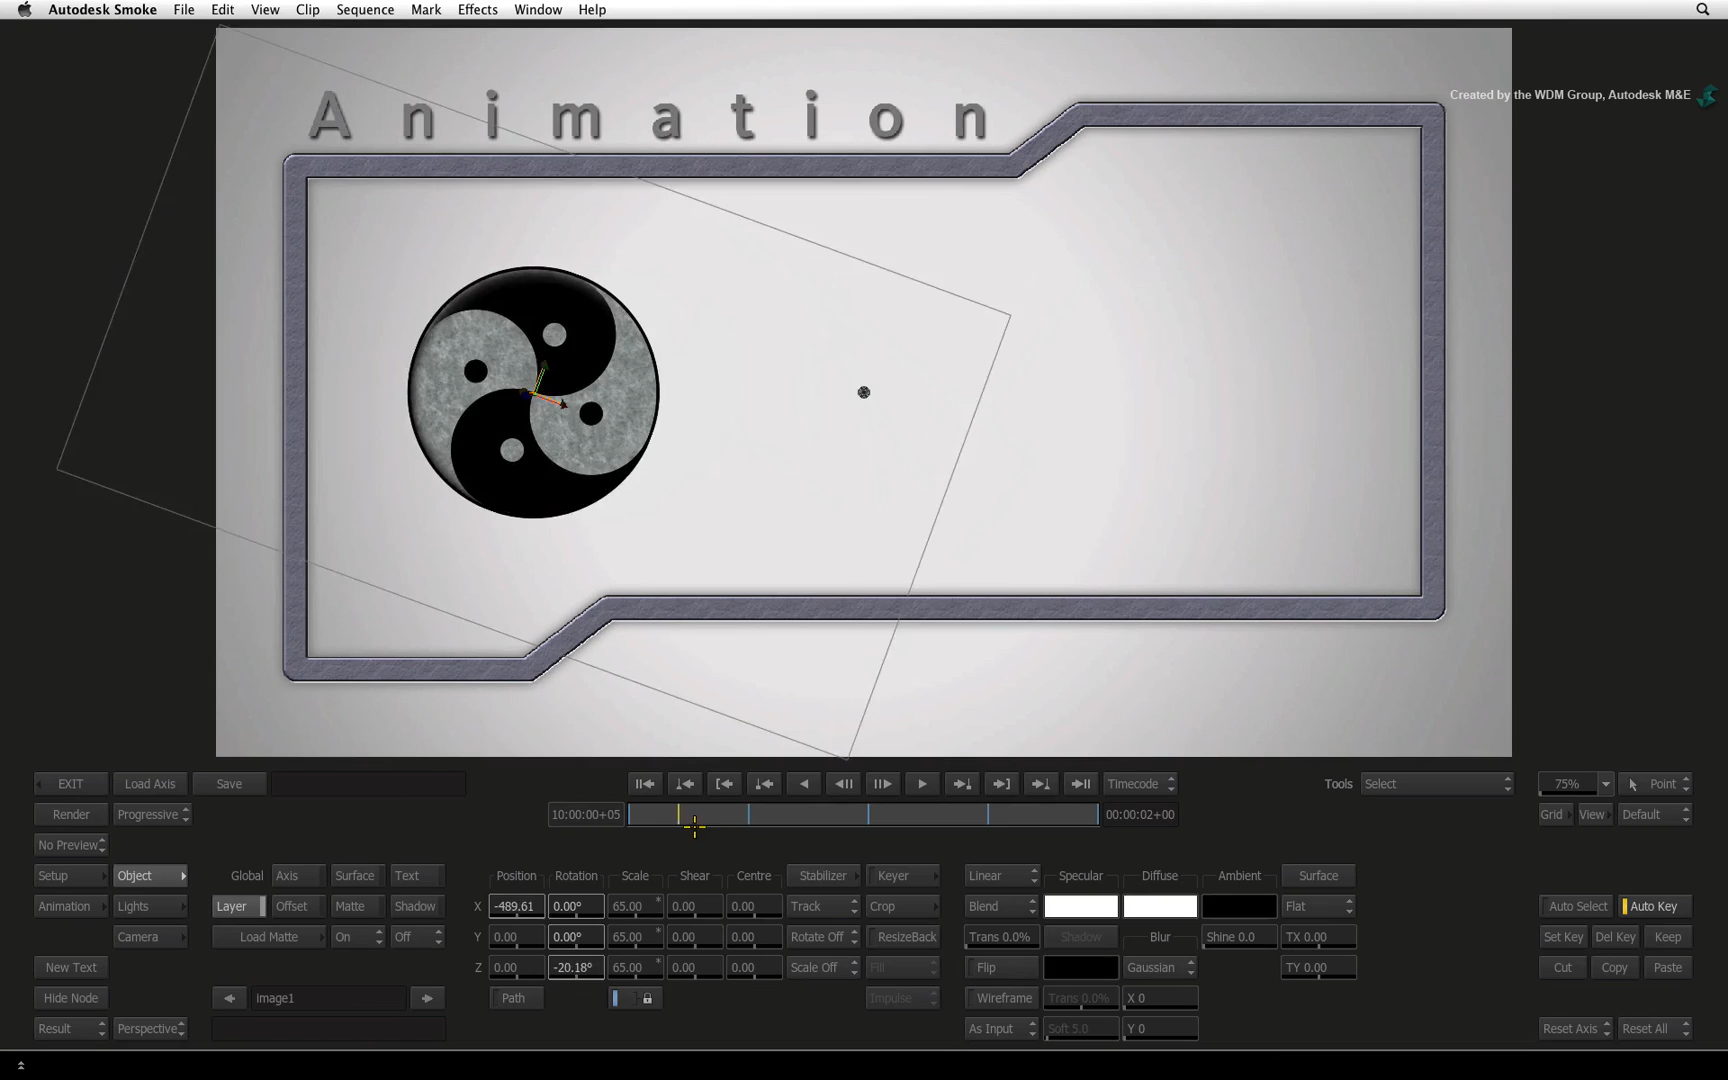 Autodesk Smoke File Edit View Clip Sequence Mark Effects Window Help
Created by the WDM Group, Autodesk M&E
Animation
EXIT Load Axis Save Timecode Tools Select 75% Point
Render Progressive 10:00:00+05 00:00:02+00 Grid View Default
No Preview
Setup Object Global Axis Surface Text Position Rotation Scale Shear Centre Stabilizer Keyer Linear Specular Diffuse Ambient Surface
Animation Lights Layer Offset Matte Shadow X -489.61 0.00° 65.00 * 0.00 0.00 Track Crop Blend Flat Auto Select Auto Key
Camera Load Matte On Off Y 0.00 0.00° 65.00 * 0.00 0.00 Rotate Off ResizeBack Trans 0.0% Shadow Blur Shine 0.0 TX 0.00 Set Key Del Key Keep
New Text Z 0.00 -20.18° 65.00 * 0.00 0.00 Scale Off Fill Flip Gaussian TY 0.00 Cut Copy Paste
Hide Node Image1 Path Impulse Wireframe Trans 0.0% X 0
Result Perspective As Input Soft 5.0 Y 0 Reset Axis Reset All